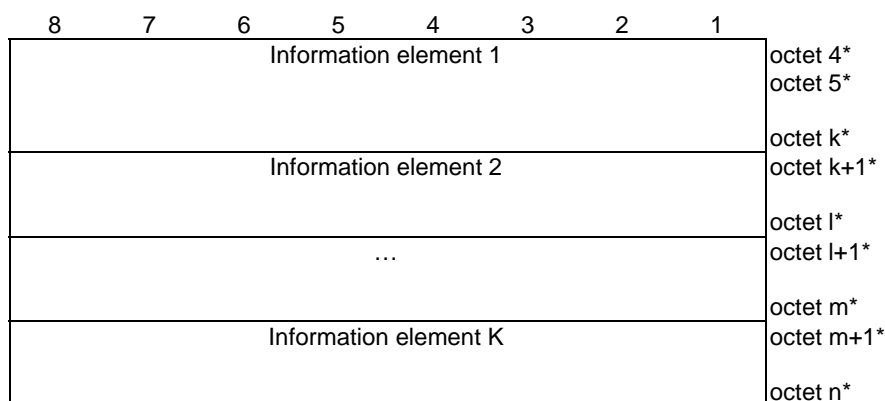 8 7 6 5 4 3 2 1
Information element 1 octet 4*
octet 5*
octet k*
Information element 2 octet k+1*
octet l*
… octet l+1*
octet m*
Information element K octet m+1*
octet n*